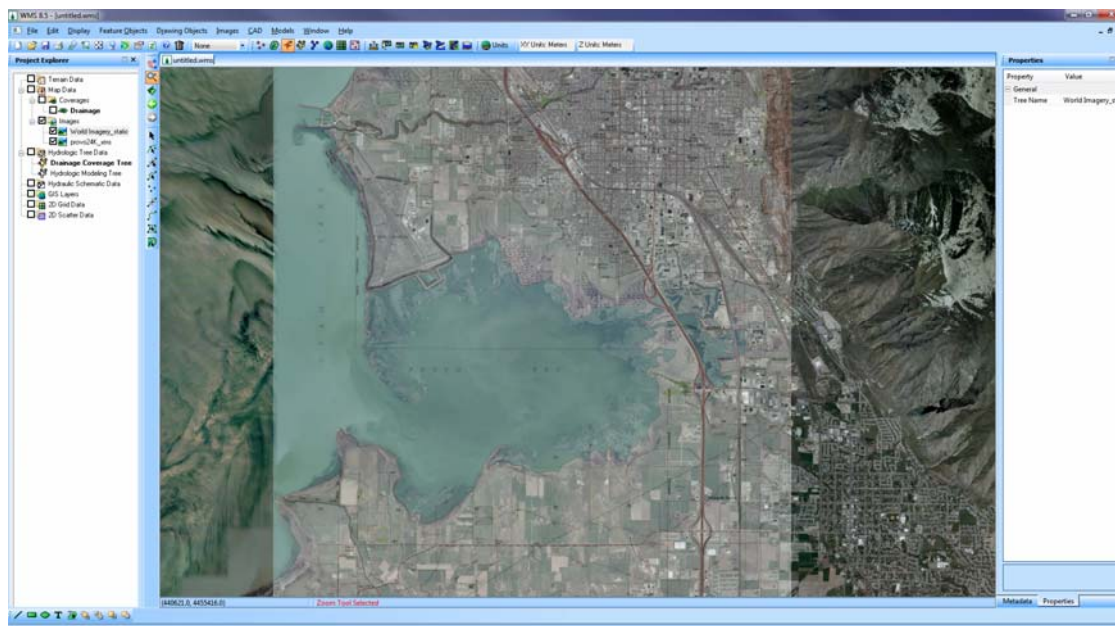 WMS 8.5 - [untitled.wms]
File Edit Display Feature Objects Drawing Objects Images CAD Models Window Help
None Units XY Units: Meters Z Units: Meters
Project Explorer
untitled.wms
Properties
Terrain Data
Map Data
Coverages
Drainage
Images
World Imagery_static
Hydrologic Tree Data
Drainage Coverage Tree
Hydrologic Modeling Tree
Hydraulic Schematic Data
GIS Layers
2D Grid Data
2D Scatter Data
Property Value
General
Tree Name World Imagery_s
PROVO BAY
(440621.0, 4455416.0)
Zoom Tool Selected
Metadata Properties
T